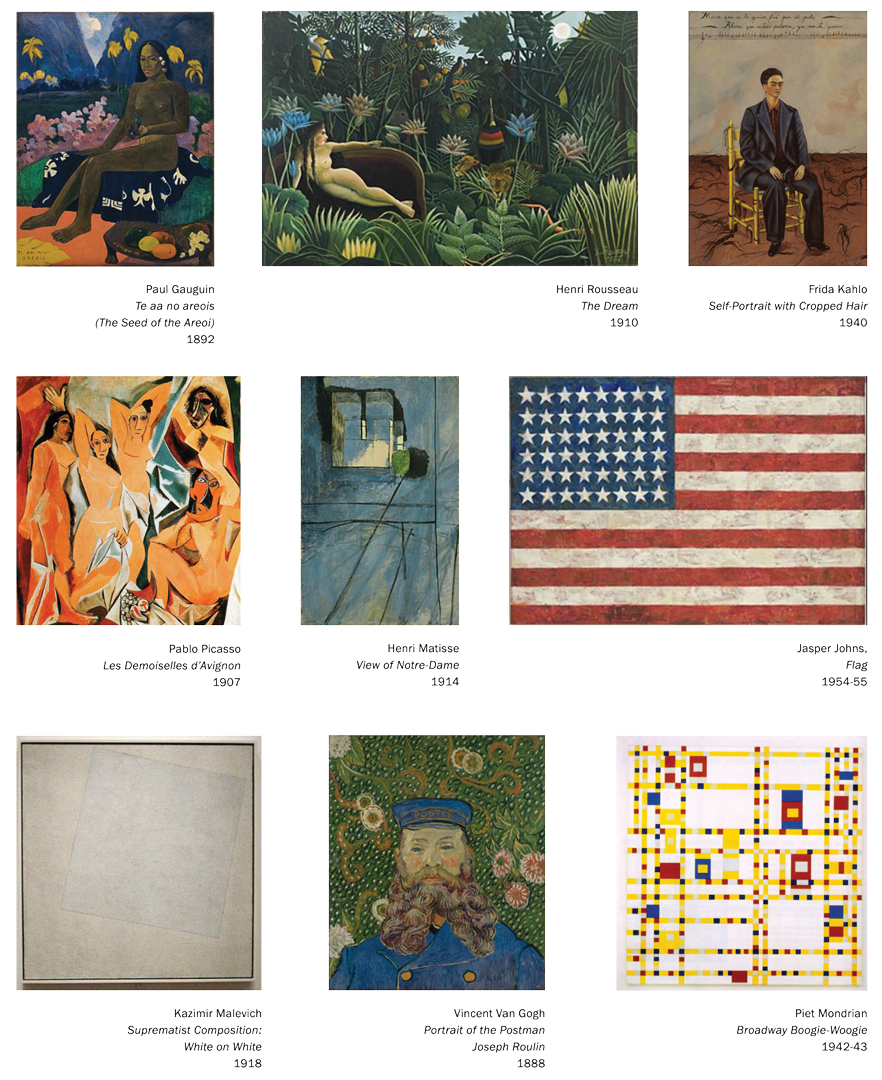 Paul Gauguin
Te aa no areois
(The Seed of the Areoi)
1892
Henri Rousseau
The Dream
1910
Frida Kahlo
Self-Portrait with Cropped Hair
1940
Pablo Picasso
Les Demoiselles d'Avignon
1907
Henri Matisse
View of Notre-Dame
1914
Jasper Johns,
Flag
1954-55
Kazimir Malevich
Suprematist Composition:
White on White
1918
Vincent Van Gogh
Portrait of the Postman
Joseph Roulin
1888
Piet Mondrian
Broadway Boogie-Woogie
1942-43